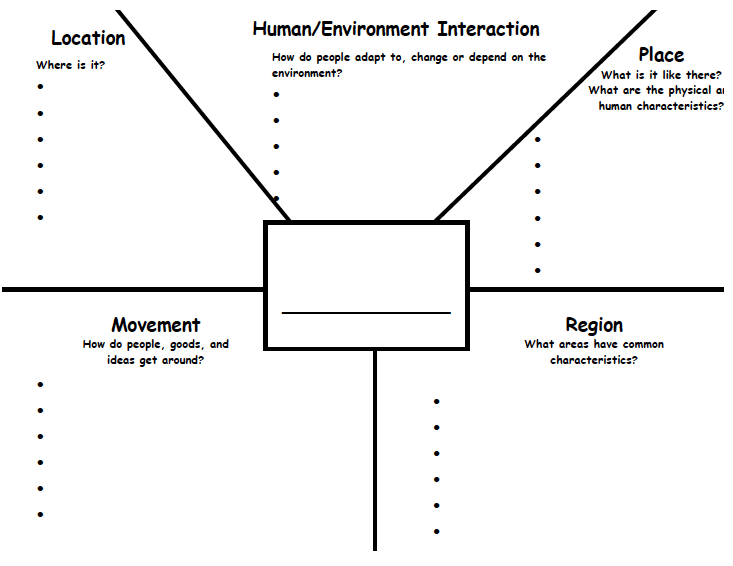 Location
Where is it?
Human/Environment Interaction
How do people adapt to, change or depend on the
environment?
Place
What is it like there?
What are the physical a
human characteristics?
Movement
How do people, goods, and
ideas get around?
Region
What areas have common
characteristics?